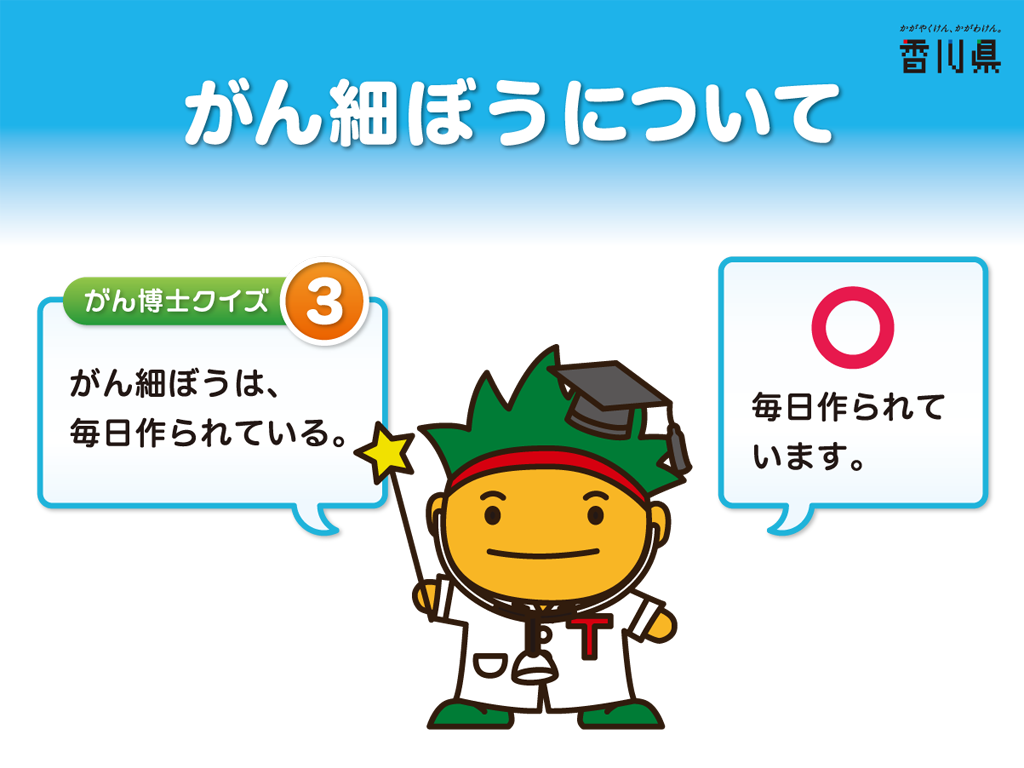 かがやくけん、かがわけん。
香川県
がん細ぼうについて
がん博士クイズ 3
がん細ぼうは、
毎日作られている。
毎日作られて
います。
T